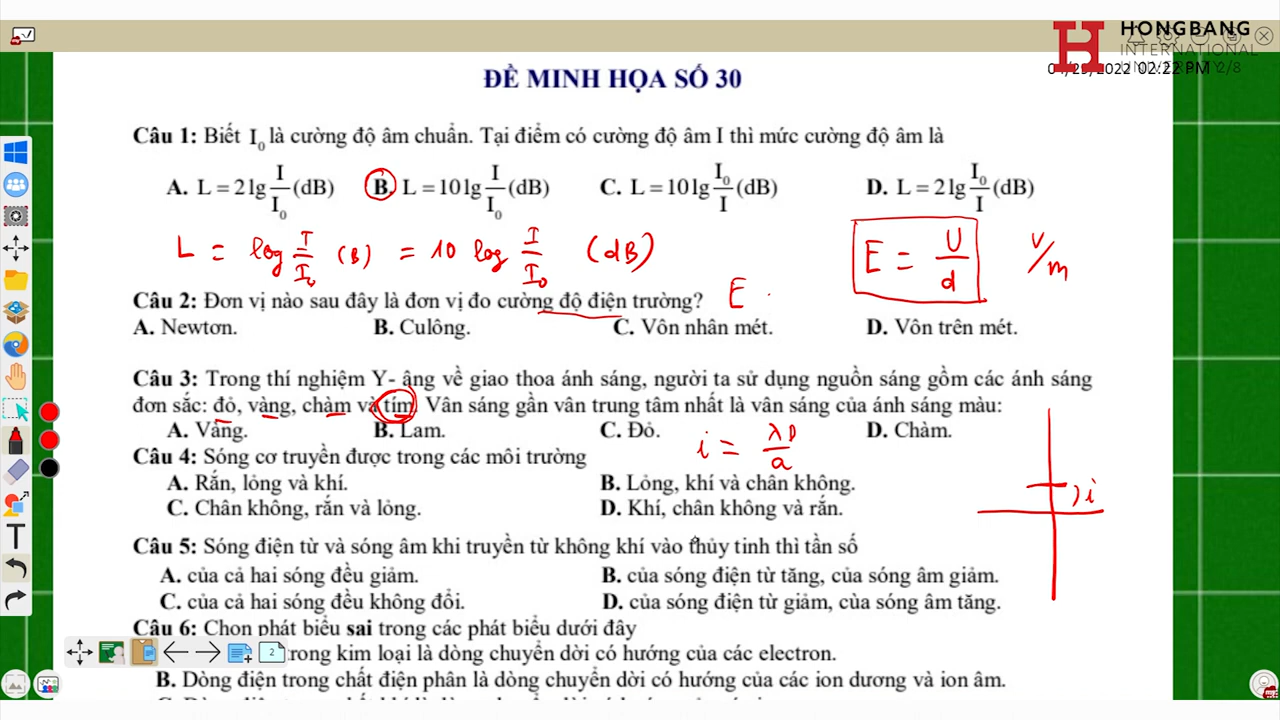 HONGBANG
INTERNATIONAL
2/8
ĐỀ MINH HỌA SỐ 30
Câu 1: Biết I₀ là cường độ âm chuẩn. Tại điểm có cường độ âm I thì mức cường độ âm là
A. L = 2lg I/I₀ (dB) B. L = 10lg I/I₀ (dB) C. L = 10lg I₀/I (dB) D. L = 2lg I₀/I (dB)
L = log I/I₀ (B) = 10 log I/I₀ (dB) E = U/d V/m
Câu 2: Đơn vị nào sau đây là đơn vị đo cường độ điện trường? E
A. Newtơn. B. Culông. C. Vôn nhân mét. D. Vôn trên mét.
Câu 3: Trong thí nghiệm Y- âng về giao thoa ánh sáng, người ta sử dụng nguồn sáng gồm các ánh sáng
đơn sắc: đỏ, vàng, chàm và tím. Vân sáng gần vân trung tâm nhất là vân sáng của ánh sáng màu:
A. Vàng. B. Lam. C. Đỏ. D. Chàm.
i = λD/a
Câu 4: Sóng cơ truyền được trong các môi trường
A. Rắn, lỏng và khí. B. Lỏng, khí và chân không.
i
C. Chân không, rắn và lỏng. D. Khí, chân không và rắn.
Câu 5: Sóng điện từ và sóng âm khi truyền từ không khí vào thủy tinh thì tần số
A. của cả hai sóng đều giảm. B. của sóng điện từ tăng, của sóng âm giảm.
C. của cả hai sóng đều không đổi. D. của sóng điện từ giảm, của sóng âm tăng.
Câu 6: Chọn phát biểu sai trong các phát biểu dưới đây
2 trong kim loại là dòng chuyển dời có hướng của các electron.
B. Dòng điện trong chất điện phân là dòng chuyển dời có hướng của các ion dương và ion âm.